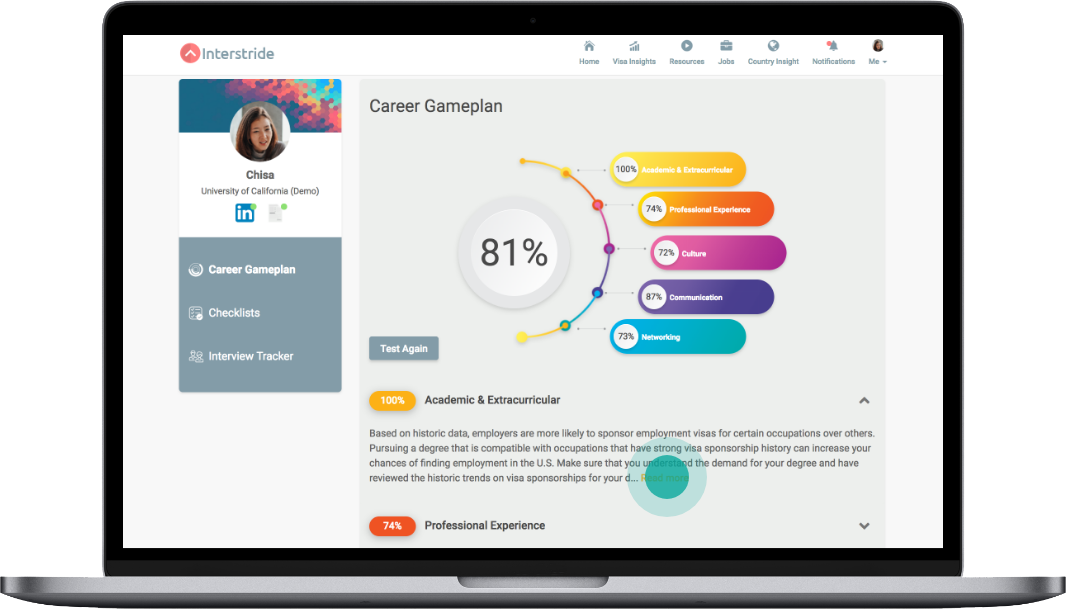 Interstride
Home
Visa Insights
Resources
Jobs
Country Insight
Notifications
Me
Chisa
University of California (Demo)
in
Career Gameplan
Checklists
Interview Tracker
Career Gameplan
81%
100% Academic & Extracurricular
74% Professional Experience
72% Culture
87% Communication
73% Networking
Test Again
100% Academic & Extracurricular
Based on historic data, employers are more likely to sponsor employment visas for certain occupations over others.
Pursuing a degree that is compatible with occupations that have strong visa sponsorship history can increase your
chances of finding employment in the U.S. Make sure that you understand the demand for your degree and have
reviewed the historic trends on visa sponsorships for your d... Read more
74% Professional Experience